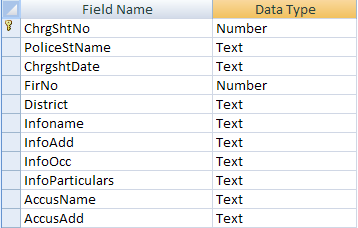 Field Name Data Type
ChrgShtNo Number
PoliceStName Text
ChrgshtDate Text
FirNo Number
District Text
Infoname Text
InfoAdd Text
InfoOcc Text
InfoParticulars Text
AccusName Text
AccusAdd Text